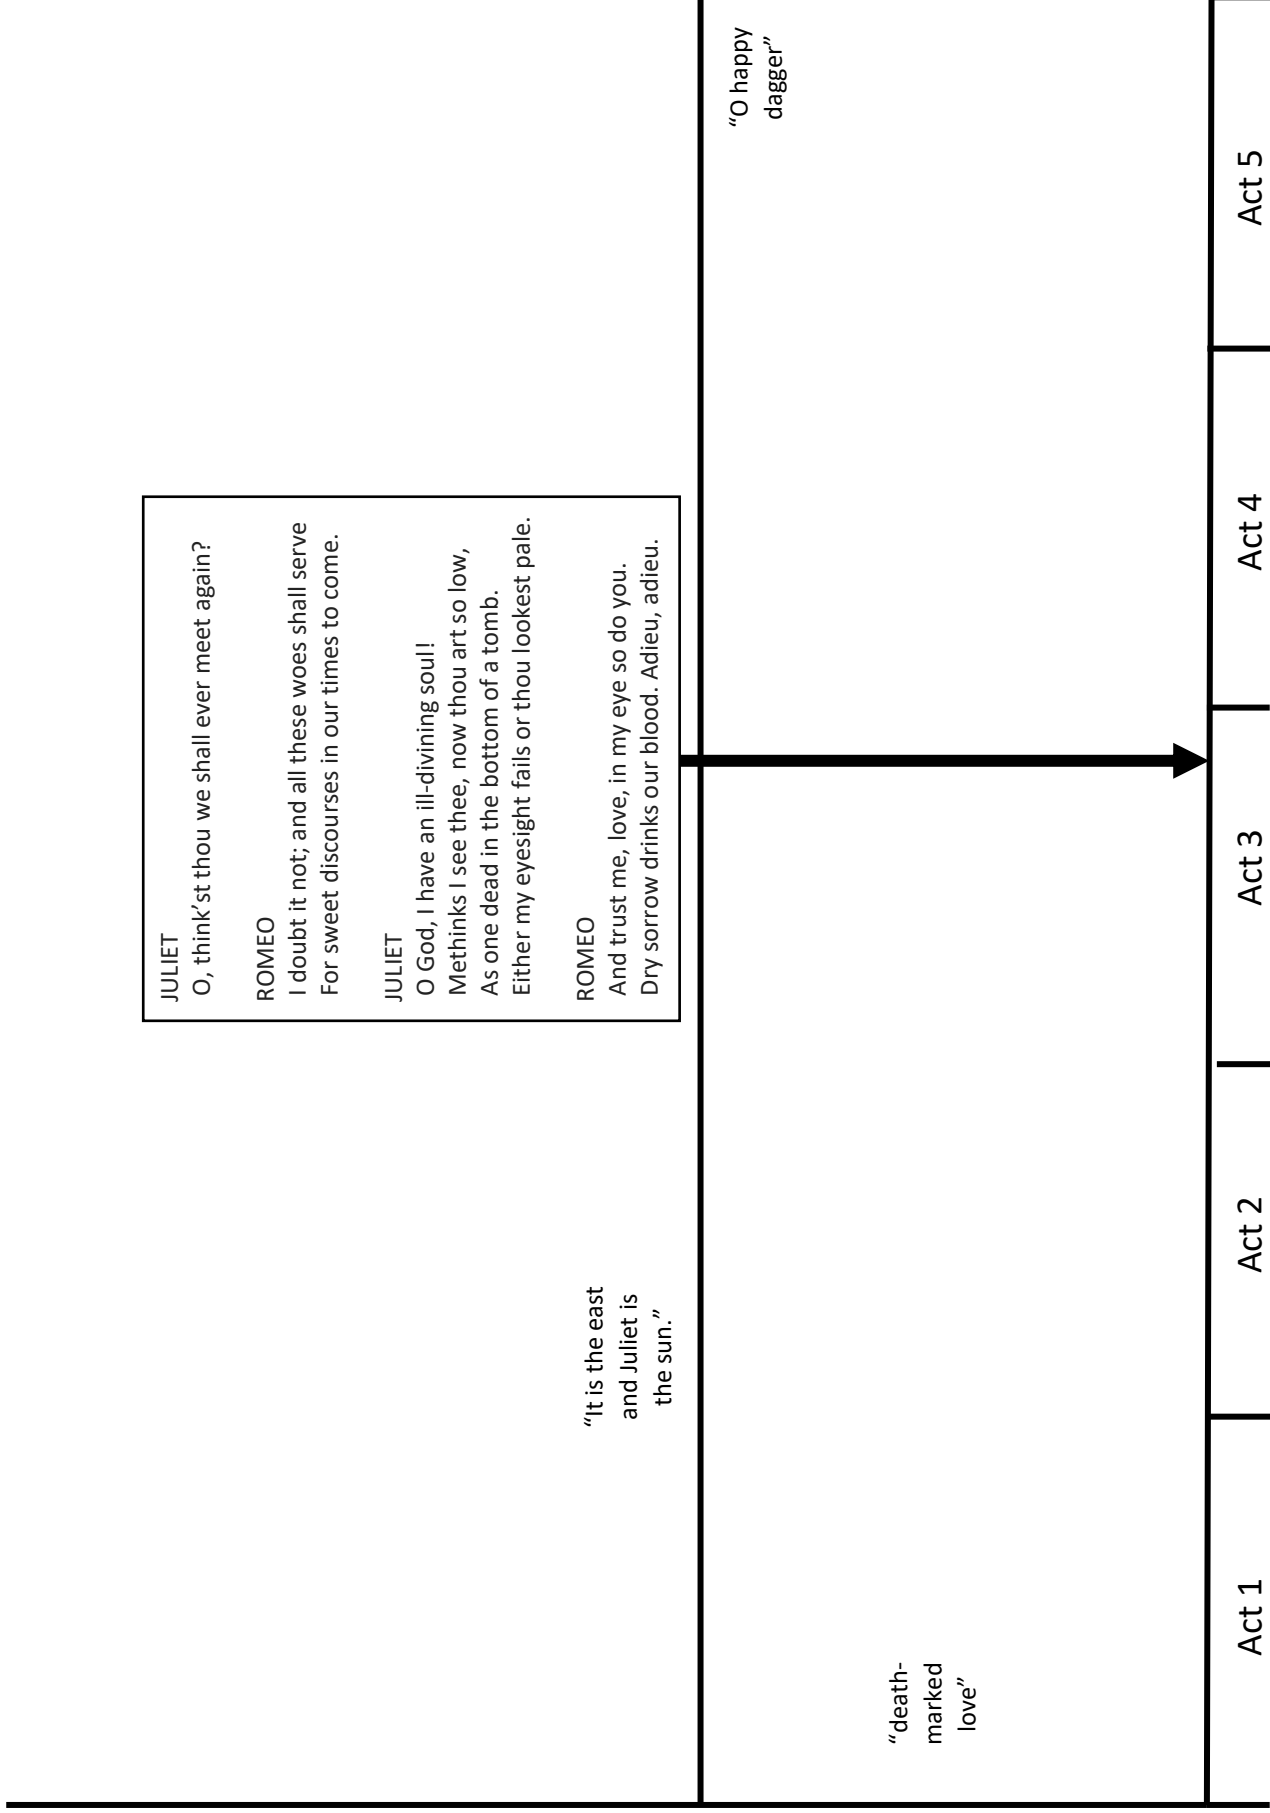 JULIET
O, think’st thou we shall ever meet again?
ROMEO
I doubt it not; and all these woes shall serve
For sweet discourses in our times to come.
JULIET
O God, I have an ill-divining soul!
Methinks I see thee, now thou art so low,
As one dead in the bottom of a tomb.
Either my eyesight fails or thou lookest pale.
ROMEO
And trust me, love, in my eye so do you.
Dry sorrow drinks our blood. Adieu, adieu.
“It is the east
and Juliet is
the sun.”
“O happy
dagger”
“death-
marked
love”
Act 1
Act 2
Act 3
Act 4
Act 5